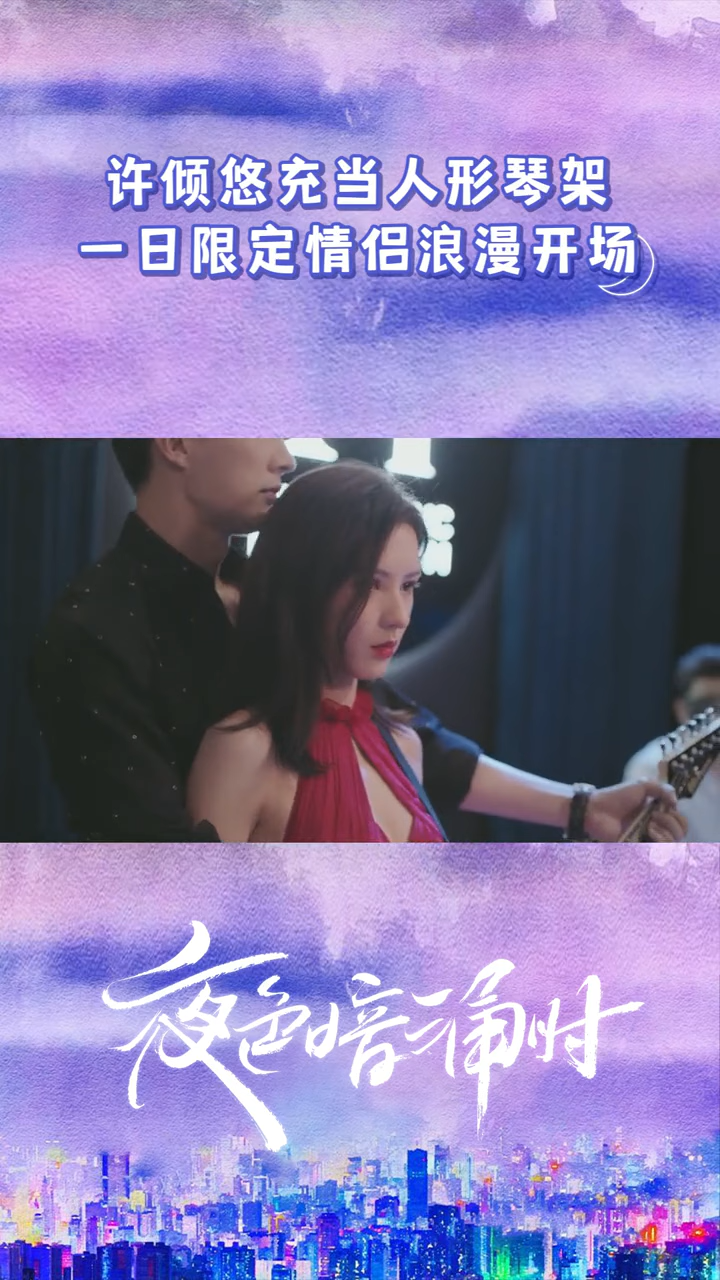 许倾悠充当人形琴架
一日限定情侣浪漫开场
夜色暗涌时